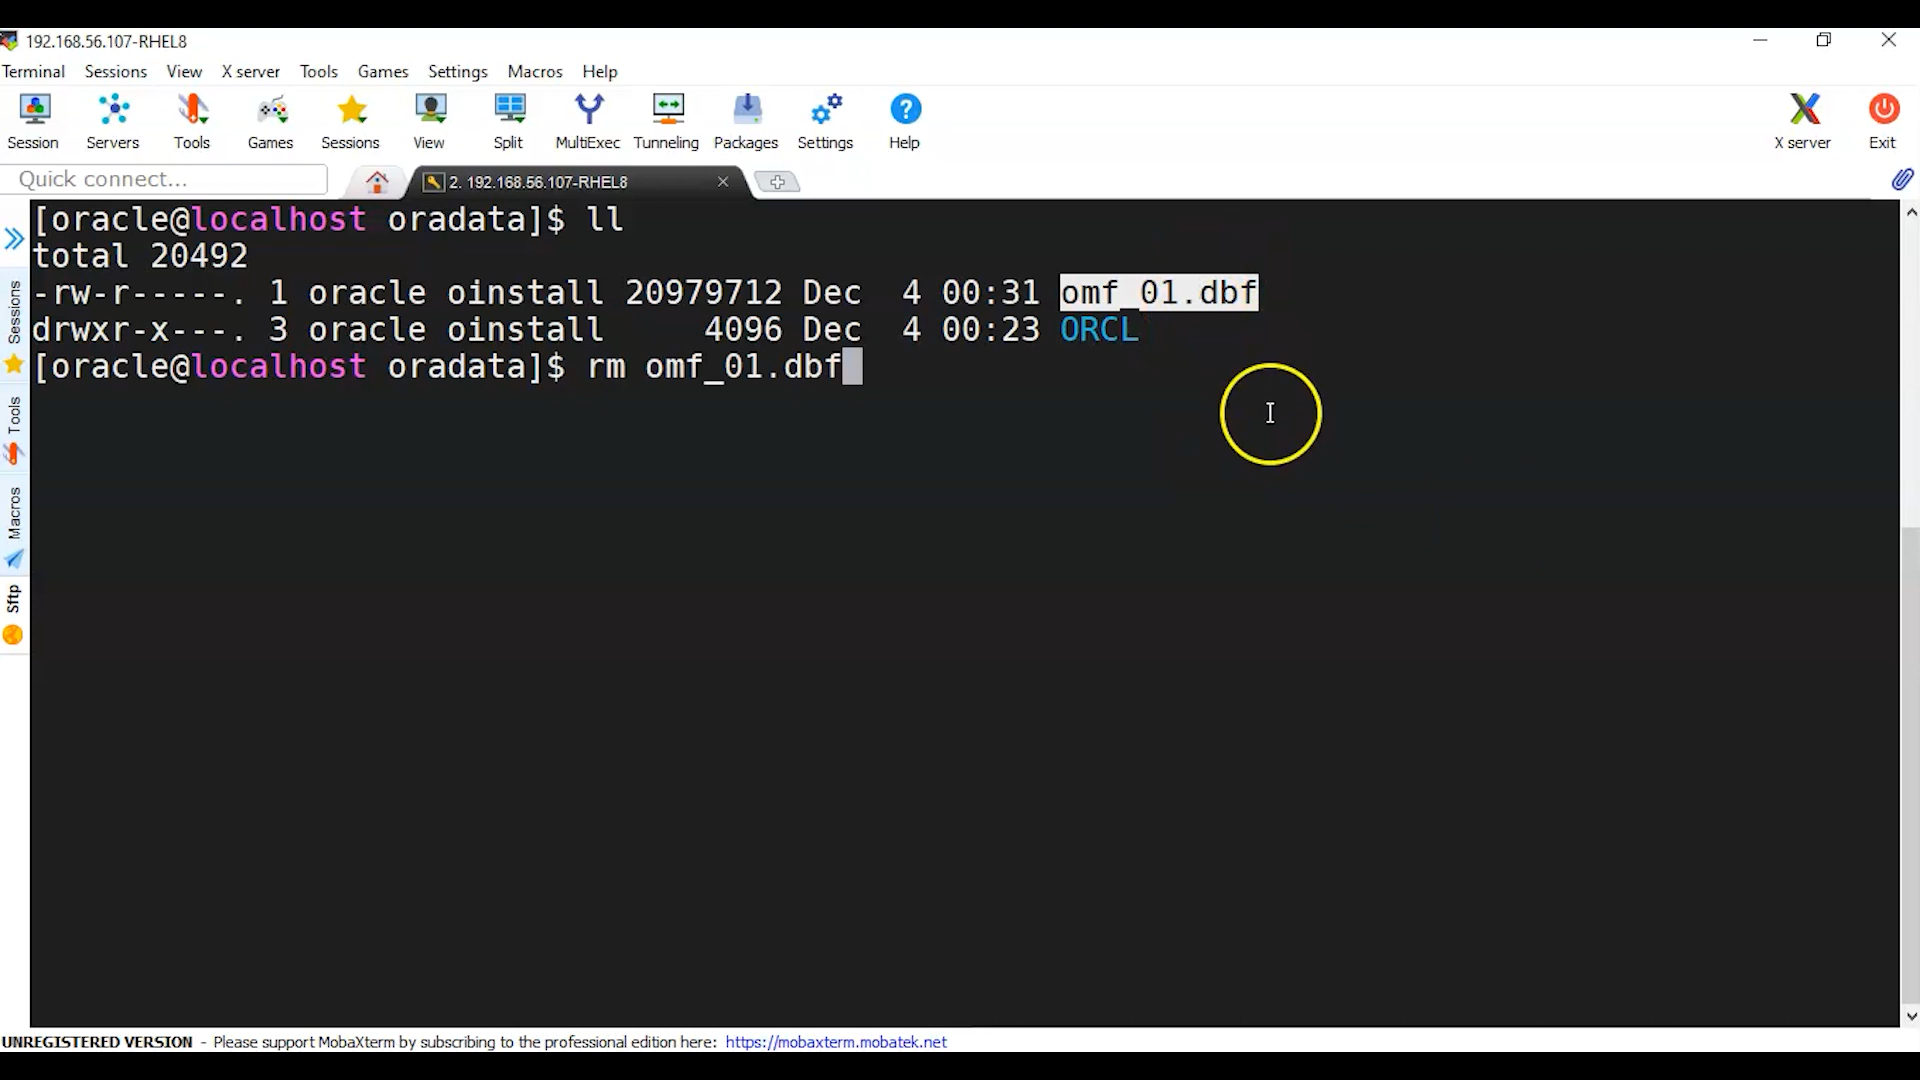 192.168.56.107-RHEL8
Terminal Sessions View X server Tools Games Settings Macros Help
Session Servers Tools Games Sessions View Split MultiExec Tunneling Packages Settings Help X server Exit
Quick connect...
2. 192.168.56.107-RHEL8
[oracle@localhost oradata]$ ll
total 20492
-rw-r-----. 1 oracle oinstall 20979712 Dec  4 00:31 omf_01.dbf
drwxr-x---. 3 oracle oinstall     4096 Dec  4 00:23 ORCL
[oracle@localhost oradata]$ rm omf_01.dbf
Sessions
Tools
Macros
Sftp
UNREGISTERED VERSION - Please support MobaXterm by subscribing to the professional edition here: https://mobaxterm.mobatek.net